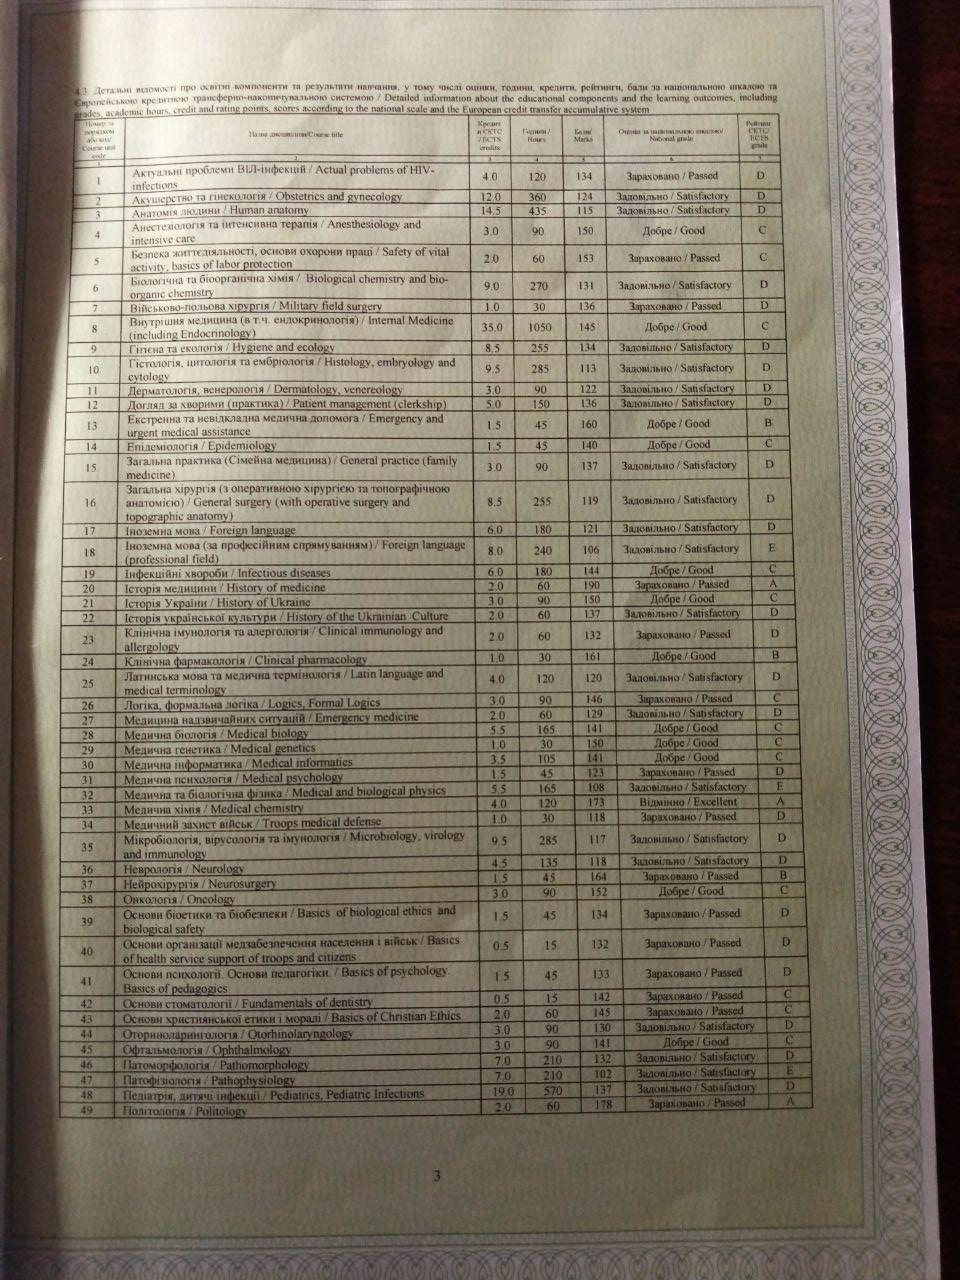 4.3. Детальні відомості про освітні компоненти та результати навчання, у тому числі оцінки, години, кредити, рейтинги, бали за національною шкалою та
Європейською кредитною трансферно-накопичувальною системою / Detailed information about the educational components and the learning outcomes, including
grades, academic hours, credit and rating points, scores according to the national scale and the European credit transfer accumulative system
Номер за порядком або код/ Course unit code | Назва дисципліни/Course title | Кредити ЄКТС / ECTS credits | Години / Hours | Бали/ Marks | Оцінка за національною шкалою/ National grade | Рейтинг ЄКТС/ ECTS grade
1 | 2 | 3 | 4 | 5 | 6 | 7
1 | Актуальні проблеми ВІЛ-інфекцій / Actual problems of HIV-
infections | 4.0 | 120 | 134 | Зараховано / Passed | D
2 | Акушерство та гінекологія / Obstetrics and gynecology | 12.0 | 360 | 124 | Задовільно / Satisfactory | D
3 | Анатомія людини / Human anatomy | 14.5 | 435 | 115 | Задовільно / Satisfactory | D
4 | Анестезіологія та інтенсивна терапія / Anesthesiology and
intensive care | 3.0 | 90 | 150 | Добре / Good | C
5 | Безпека життєдіяльності, основи охорони праці / Safety of vital
activity, basics of labor protection | 2.0 | 60 | 153 | Зараховано / Passed | C
6 | Біологічна та біоорганічна хімія / Biological chemistry and bio-
organic chemistry | 9.0 | 270 | 131 | Задовільно / Satisfactory | D
7 | Військово-польова хірургія / Military field surgery | 1.0 | 30 | 136 | Зараховано / Passed | D
8 | Внутрішня медицина (в т.ч. ендокринологія) / Internal Medicine
(including Endocrinology) | 35.0 | 1050 | 145 | Добре / Good | C
9 | Гігієна та екологія / Hygiene and ecology | 8.5 | 255 | 134 | Задовільно / Satisfactory | D
10 | Гістологія, цитологія та ембріологія / Histology, embryology and
cytology | 9.5 | 285 | 113 | Задовільно / Satisfactory | D
11 | Дерматологія, венерологія / Dermatology, venereology | 3.0 | 90 | 122 | Задовільно / Satisfactory | D
12 | Догляд за хворими (практика) / Patient management (clerkship) | 5.0 | 150 | 136 | Задовільно / Satisfactory | D
13 | Екстренна та невідкладна медична допомога / Emergency and
urgent medical assistance | 1.5 | 45 | 160 | Добре / Good | B
14 | Епідеміологія / Epidemiology | 1.5 | 45 | 140 | Добре / Good | C
15 | Загальна практика (Сімейна медицина) / General practice (family
medicine) | 3.0 | 90 | 137 | Задовільно / Satisfactory | D
16 | Загальна хірургія (з оперативною хірургією та топографічною
анатомією) / General surgery (with operative surgery and
topographic anatomy) | 8.5 | 255 | 119 | Задовільно / Satisfactory | D
17 | Іноземна мова / Foreign language | 6.0 | 180 | 121 | Задовільно / Satisfactory | D
18 | Іноземна мова (за професійним спрямуванням) / Foreign language
(professional field) | 8.0 | 240 | 106 | Задовільно / Satisfactory | E
19 | Інфекційні хвороби / Infectious diseases | 6.0 | 180 | 144 | Добре / Good | C
20 | Історія медицини / History of medicine | 2.0 | 60 | 190 | Зараховано / Passed | A
21 | Історія України / History of Ukraine | 3.0 | 90 | 150 | Добре / Good | C
22 | Історія української культури / History of the Ukrainian Culture | 2.0 | 60 | 137 | Задовільно / Satisfactory | D
23 | Клінічна імунологія та алергологія / Clinical immunology and
allergology | 2.0 | 60 | 132 | Зараховано / Passed | D
24 | Клінічна фармакологія / Clinical pharmacology | 1.0 | 30 | 161 | Добре / Good | B
25 | Латинська мова та медична термінологія / Latin language and
medical terminology | 4.0 | 120 | 120 | Задовільно / Satisfactory | D
26 | Логіка, формальна логіка / Logics, Formal Logics | 3.0 | 90 | 146 | Зараховано / Passed | C
27 | Медицина надзвичайних ситуацій / Emergency medicine | 2.0 | 60 | 129 | Задовільно / Satisfactory | D
28 | Медична біологія / Medical biology | 5.5 | 165 | 141 | Добре / Good | C
29 | Медична генетика / Medical genetics | 1.0 | 30 | 150 | Добре / Good | C
30 | Медична інформатика / Medical informatics | 3.5 | 105 | 141 | Добре / Good | C
31 | Медична психологія / Medical psychology | 1.5 | 45 | 123 | Зараховано / Passed | D
32 | Медична та біологічна фізика / Medical and biological physics | 5.5 | 165 | 108 | Задовільно / Satisfactory | E
33 | Медична хімія / Medical chemistry | 4.0 | 120 | 173 | Відмінно / Excellent | A
34 | Медичний захист військ / Troops medical defense | 1.0 | 30 | 118 | Зараховано / Passed | D
35 | Мікробіологія, вірусологія та імунологія / Microbiology, virology
and immunology | 9.5 | 285 | 117 | Задовільно / Satisfactory | D
36 | Неврологія / Neurology | 4.5 | 135 | 118 | Задовільно / Satisfactory | D
37 | Нейрохірургія / Neurosurgery | 1.5 | 45 | 164 | Зараховано / Passed | B
38 | Онкологія / Oncology | 3.0 | 90 | 152 | Добре / Good | C
39 | Основи біоетики та біобезпеки / Basics of biological ethics and
biological safety | 1.5 | 45 | 134 | Зараховано / Passed | D
40 | Основи організації медзабезпечення населення і військ / Basics
of health service support of troops and citizens | 0.5 | 15 | 132 | Зараховано / Passed | D
41 | Основи психології. Основи педагогіки. / Basics of psychology.
Basics of pedagogics | 1.5 | 45 | 133 | Зараховано / Passed | D
42 | Основи стоматології / Fundamentals of dentistry | 0.5 | 15 | 142 | Зараховано / Passed | C
43 | Основи християнської етики і моралі / Basics of Christian Ethics | 2.0 | 60 | 145 | Зараховано / Passed | C
44 | Оториноларингологія / Otorhinolaryngology | 3.0 | 90 | 130 | Задовільно / Satisfactory | D
45 | Офтальмологія / Ophthalmology | 3.0 | 90 | 141 | Добре / Good | C
46 | Патоморфологія / Pathomorphology | 7.0 | 210 | 132 | Задовільно / Satisfactory | D
47 | Патофізіологія / Pathophysiology | 7.0 | 210 | 102 | Задовільно / Satisfactory | E
48 | Педіатрія, дитячі інфекції / Pediatrics, Pediatric Infections | 19.0 | 570 | 137 | Задовільно / Satisfactory | D
49 | Політологія / Politology | 2.0 | 60 | 178 | Зараховано / Passed | A
3